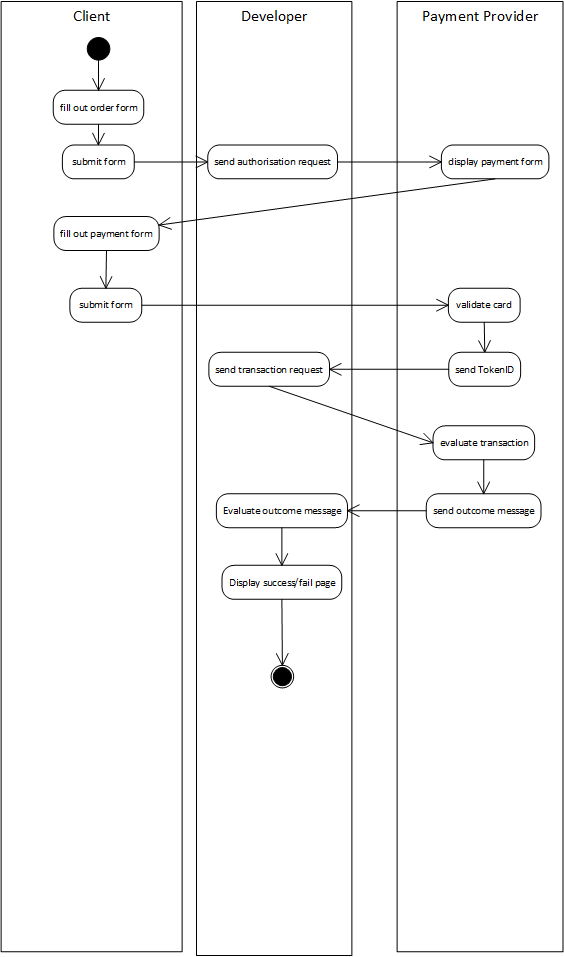 Client
Developer
Payment Provider
fill out order form
submit form
send authorisation request
display payment form
fill out payment form
submit form
validate card
send transaction request
send TokenID
evaluate transaction
Evaluate outcome message
send outcome message
Display success/fail page